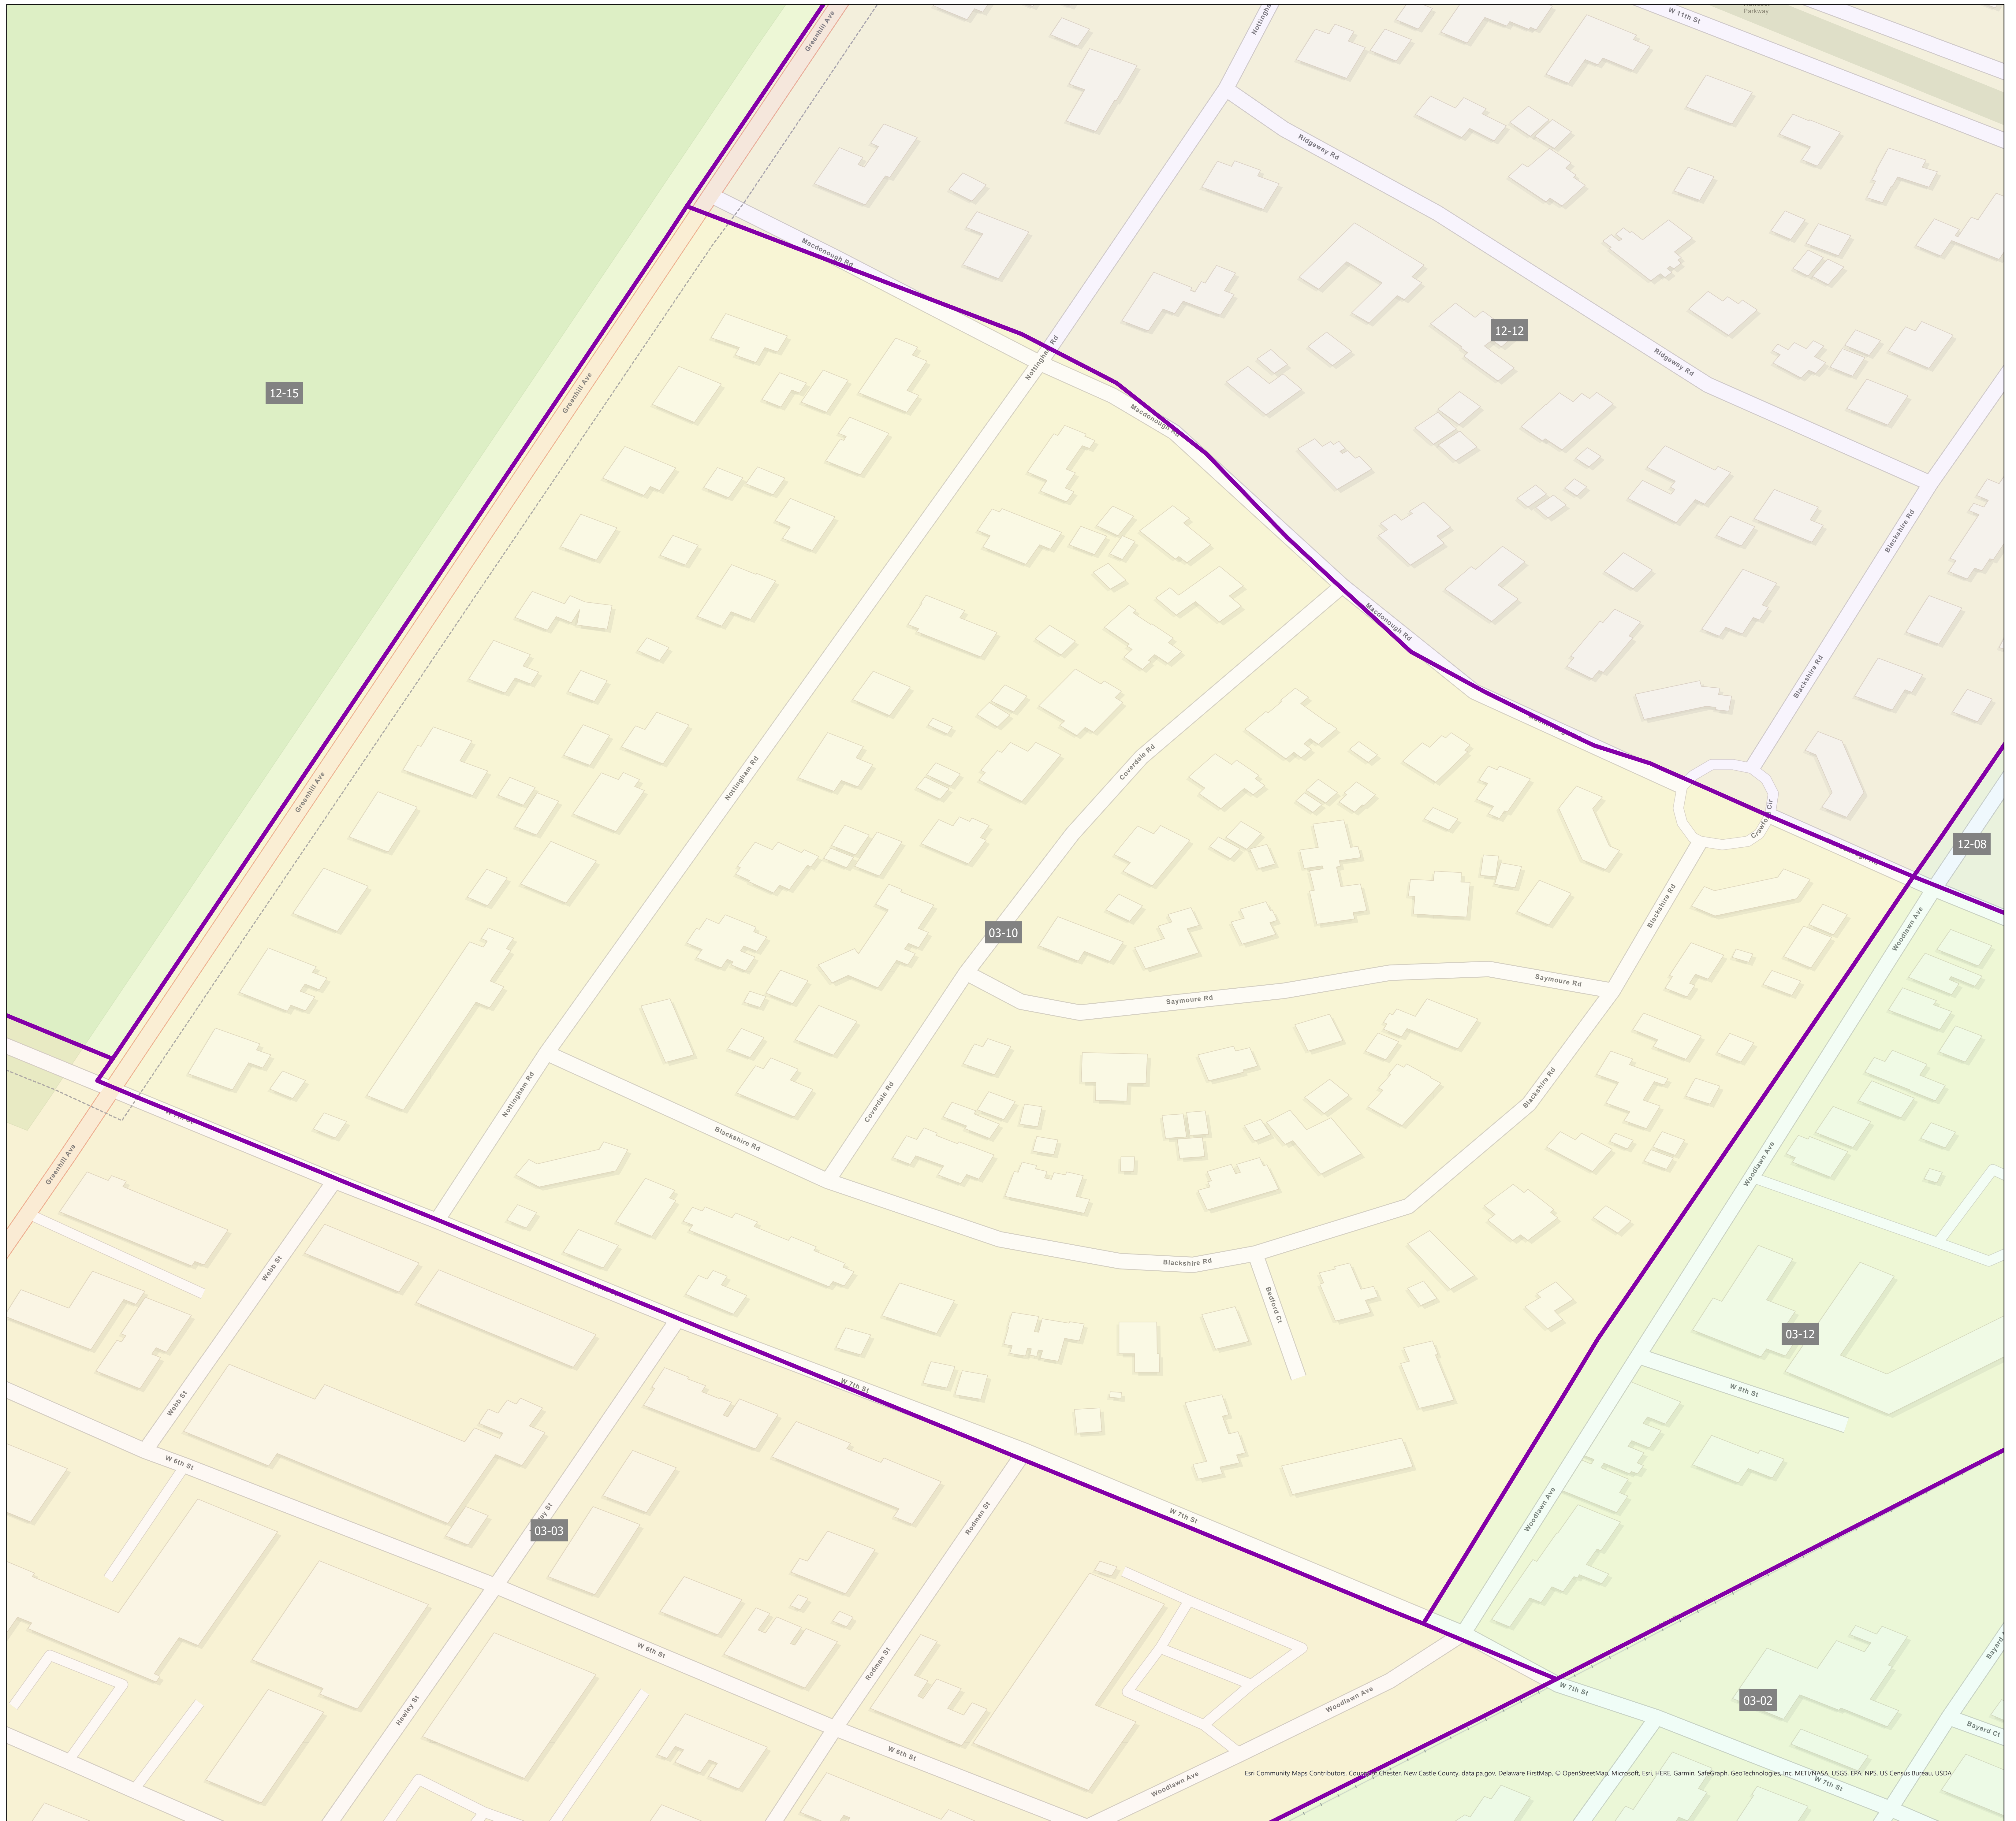 Greenhill Ave
Nottingha
W 11th St
Parkway
Ridgeway Rd
Macdonough Rd
12-12
Nottingham Rd
Ridgeway Rd
12-15
Greenhill Ave
Macdonough Rd
Blackshire Rd
Macdonough Rd
Blackshire Rd
Nottingham Rd
Coverdale Rd
Greenhill Ave
12-08
Blackshire Rd
Woodlawn Ave
03-10
Saymoure Rd
Saymoure Rd
Nottingham Rd
Coverdale Rd
Blackshire Rd
Blackshire Rd
Woodlawn Ave
Greenhill Ave
Webb St
Blackshire Rd
Bedford Ct
03-12
W 7th St
W 8th St
Webb St
W 6th St
W 7th St
Rodman St
Woodlawn Ave
03-03
W 6th St
Rodman St
Bayard
W 7th St
Woodlawn Ave
03-02
Hawley St
Bayard Ct
W 6th St
Woodlawn Ave
W 7th St
Esri Community Maps Contributors, County of Chester, New Castle County, data.pa.gov, Delaware FirstMap, © OpenStreetMap, Microsoft, Esri, HERE, Garmin, SafeGraph, GeoTechnologies, Inc, METI/NASA, USGS, EPA, NPS, US Census Bureau, USDA